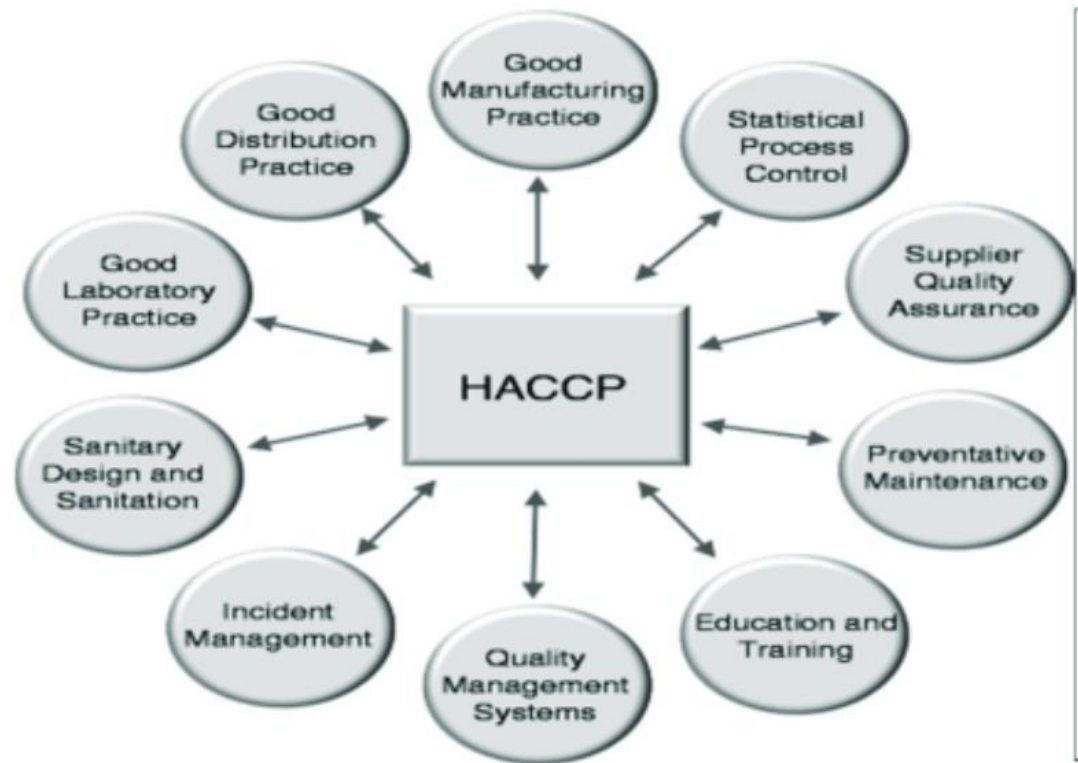 Good
Manufacturing
Practice
Statistical
Process
Control
Supplier
Quality
Assurance
Preventative
Maintenance
Education and
Training
Quality
Management
Systems
Incident
Management
Sanitary
Design and
Sanitation
Good
Laboratory
Practice
Good
Distribution
Practice
HACCP